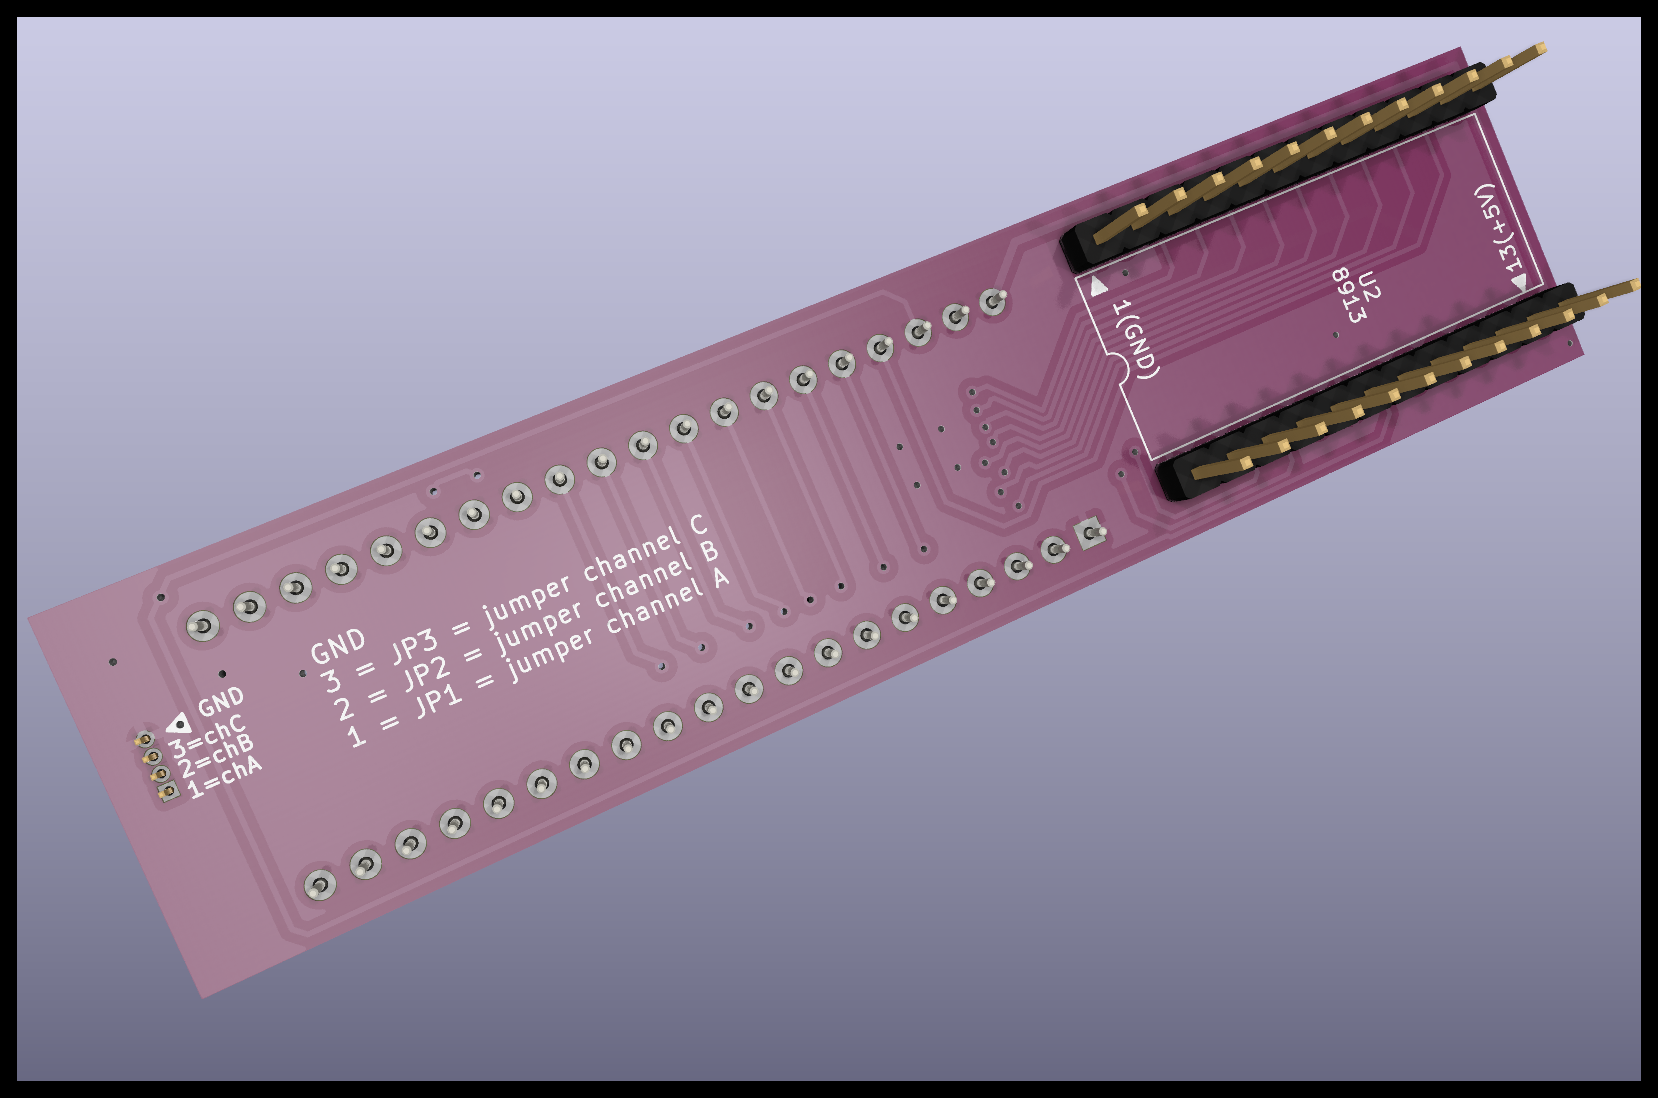 GND
3 = JP3 = jumper channel C
2 = JP2 = jumper channel B
1 = JP1 = jumper channel A
GND
3=chC
2=chB
1=chA
1(GND)
U2
8913
13(+5V)